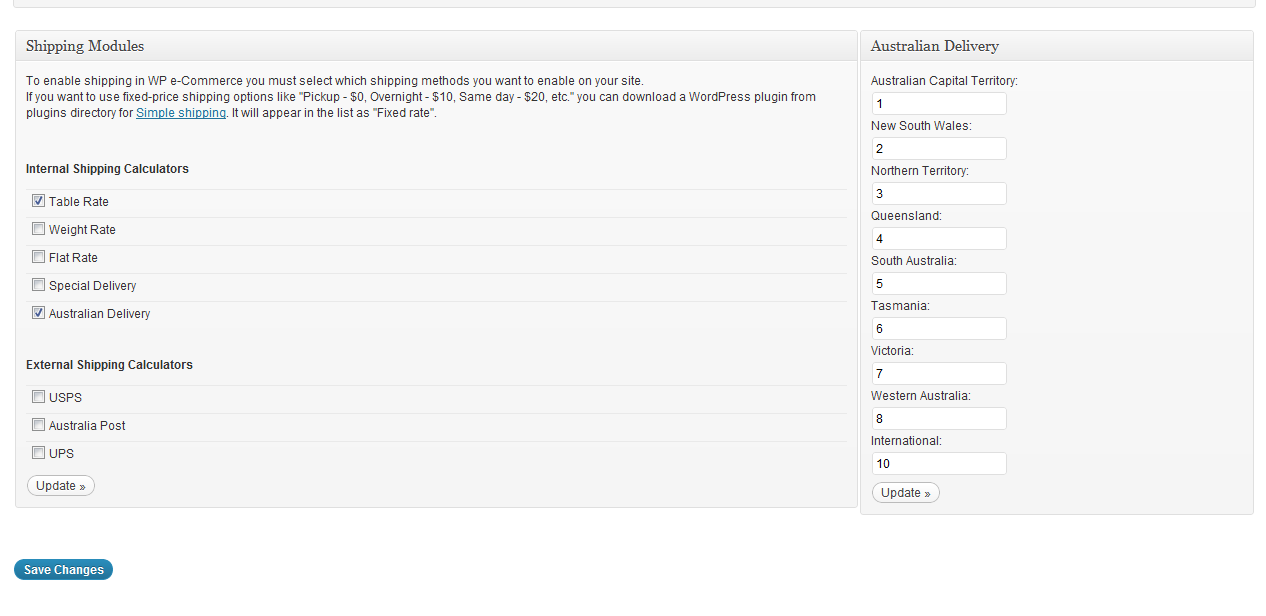 Shipping Modules
To enable shipping in WP e-Commerce you must select which shipping methods you want to enable on your site.
If you want to use fixed-price shipping options like "Pickup - $0, Overnight - $10, Same day - $20, etc." you can download a WordPress plugin from
plugins directory for Simple shipping. It will appear in the list as "Fixed rate".
Internal Shipping Calculators
Table Rate
Weight Rate
Flat Rate
Special Delivery
Australian Delivery
External Shipping Calculators
USPS
Australia Post
UPS
Update »
Australian Delivery
Australian Capital Territory:
1
New South Wales:
2
Northern Territory:
3
Queensland:
4
South Australia:
5
Tasmania:
6
Victoria:
7
Western Australia:
8
International:
10
Update »
Save Changes